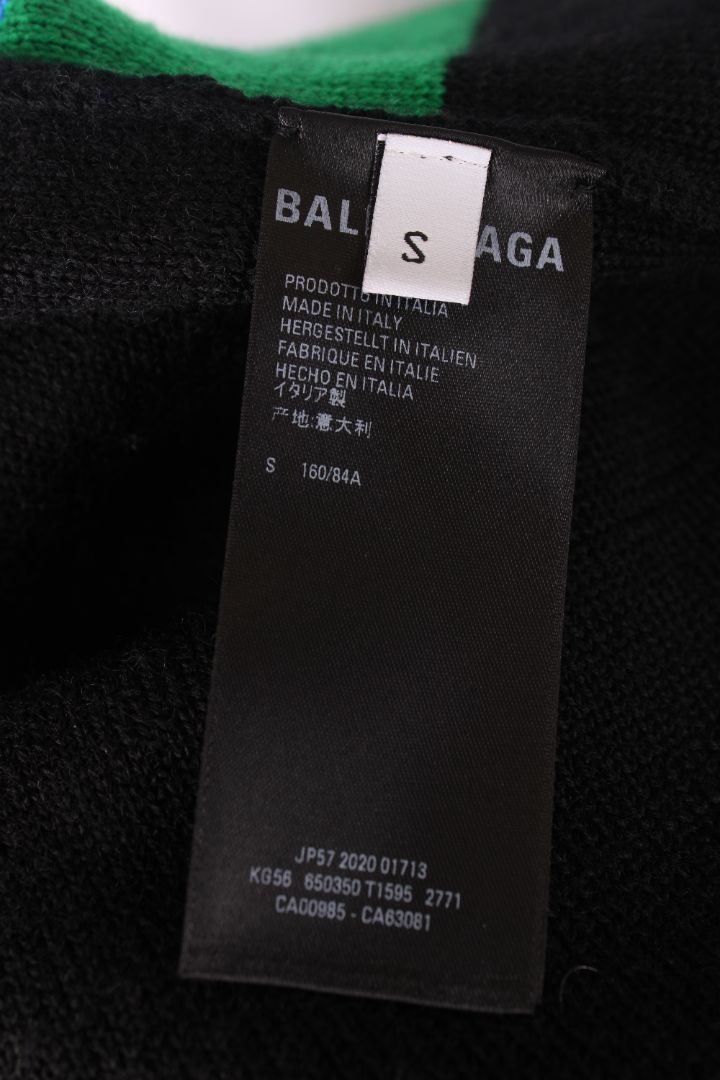 BAL AGA
S
PRODOTTO IN ITALIA
MADE IN ITALY
HERGESTELLT IN ITALIEN
FABRIQUE EN ITALIE
HECHO EN ITALIA
イタリア製
产地:意大利
S 160/84A
JP57 2020 01713
KG56 650350 T1595 2771
CA00985 - CA63081